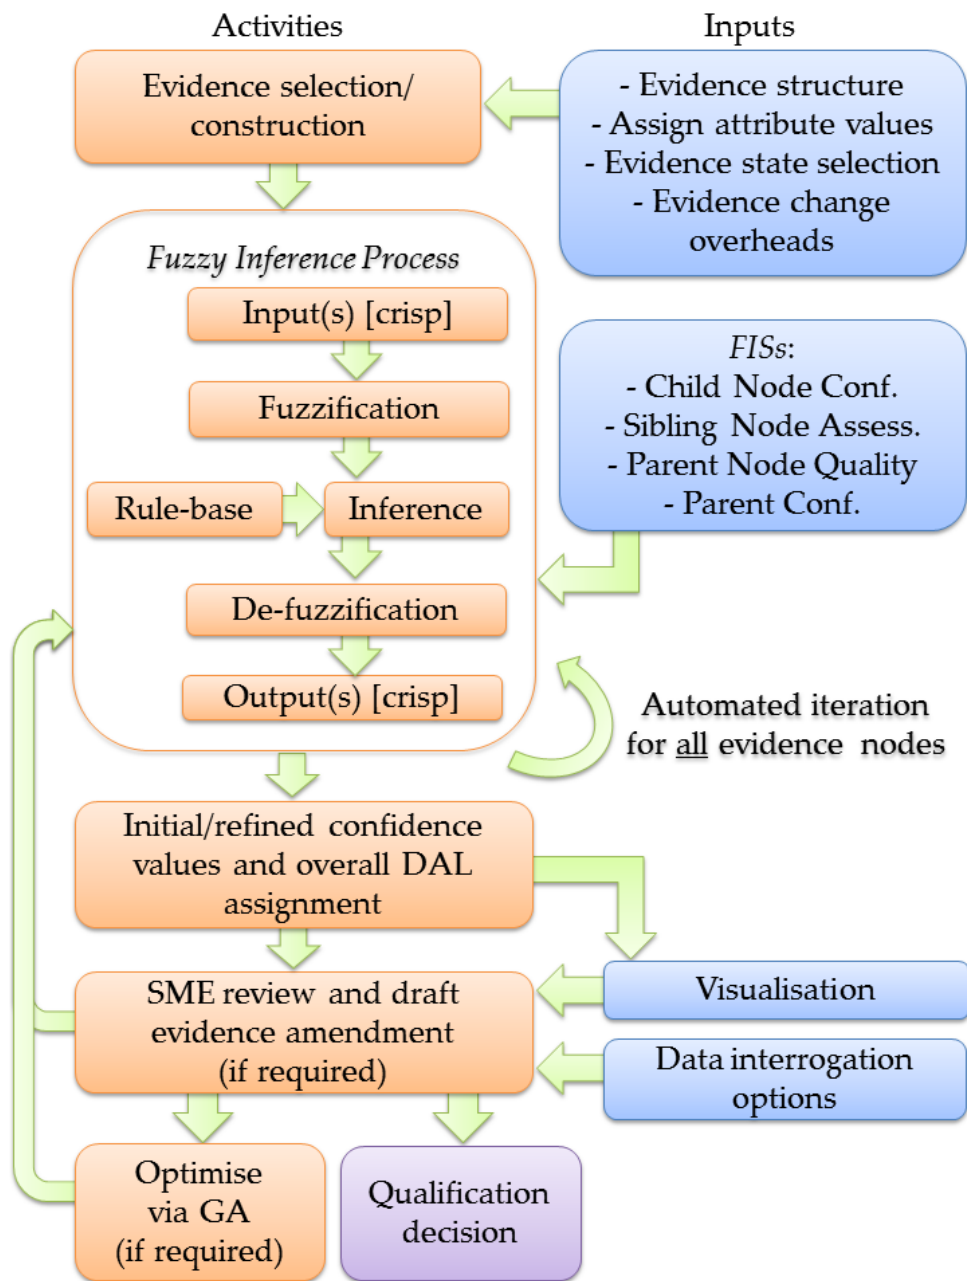 Activities
Inputs
Evidence selection/
construction
- Evidence structure
- Assign attribute values
- Evidence state selection
- Evidence change
overheads
Fuzzy Inference Process
Input(s) [crisp]
Fuzzification
Rule-base
Inference
De-fuzzification
Output(s) [crisp]
FISs:
- Child Node Conf.
- Sibling Node Assess.
- Parent Node Quality
- Parent Conf.
Automated iteration
for all evidence nodes
Initial/refined confidence
values and overall DAL
assignment
SME review and draft
evidence amendment
(if required)
Visualisation
Data interrogation
options
Optimise
via GA
(if required)
Qualification
decision